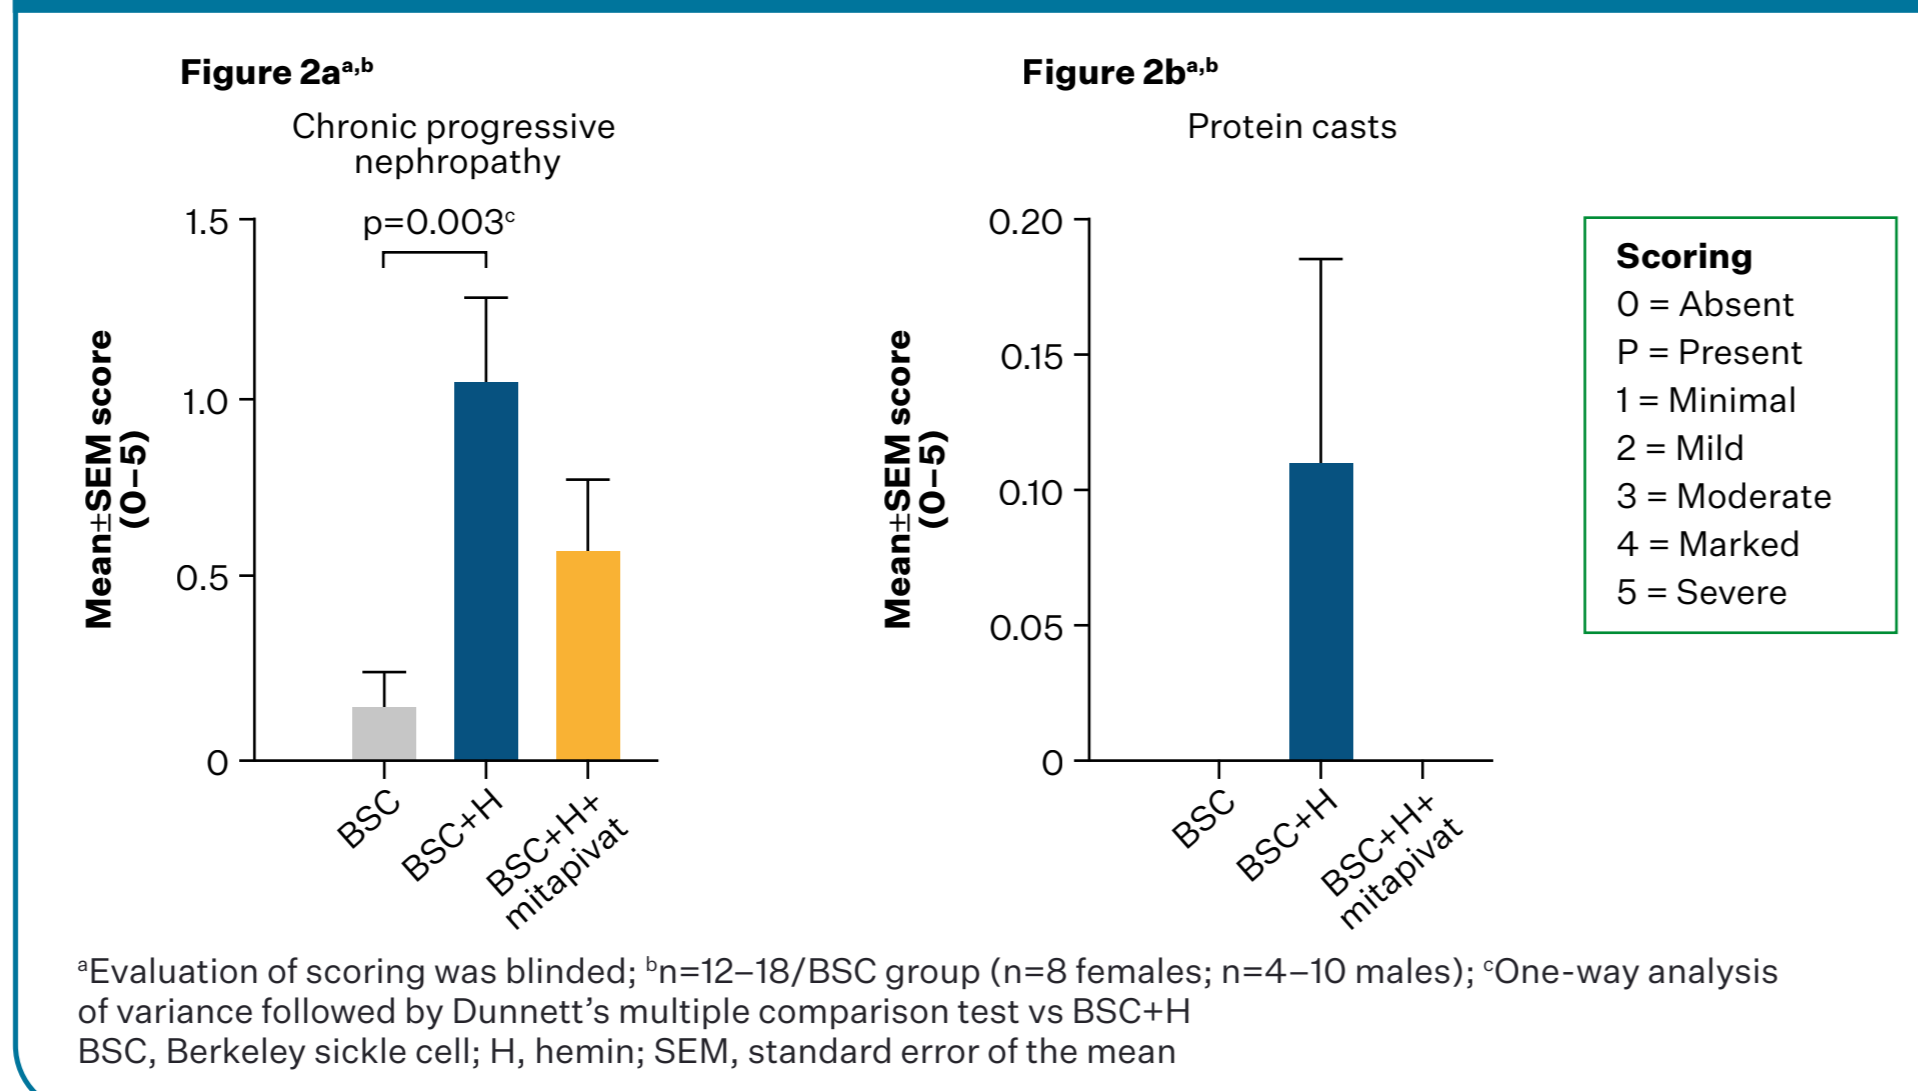 Figure 2aa,b
Chronic progressive
nephropathy
p=0.003c
1.5
1.0
0.5
0
Mean±SEM score
(0–5)
BSC
BSC+H
BSC+H+
mitapivat
Figure 2ba,b
Protein casts
0.20
0.15
0.10
0.05
0
Mean±SEM score
(0–5)
BSC
BSC+H
BSC+H+
mitapivat
Scoring
0 = Absent
P = Present
1 = Minimal
2 = Mild
3 = Moderate
4 = Marked
5 = Severe
aEvaluation of scoring was blinded; bn=12–18/BSC group (n=8 females; n=4–10 males); cOne-way analysis
of variance followed by Dunnett’s multiple comparison test vs BSC+H
BSC, Berkeley sickle cell; H, hemin; SEM, standard error of the mean